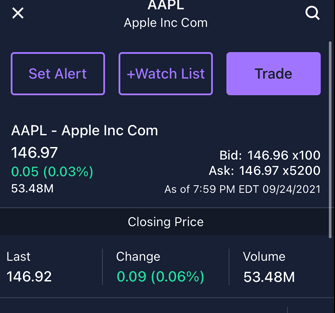 AAPL
Apple Inc Com
Set Alert
+Watch List
Trade
AAPL - Apple Inc Com
146.97
0.05 (0.03%)
53.48M
Bid: 146.96 x100
Ask: 146.97 x5200
As of 7:59 PM EDT 09/24/2021
Closing Price
Last
Change
Volume
146.92
0.09 (0.06%)
53.48M